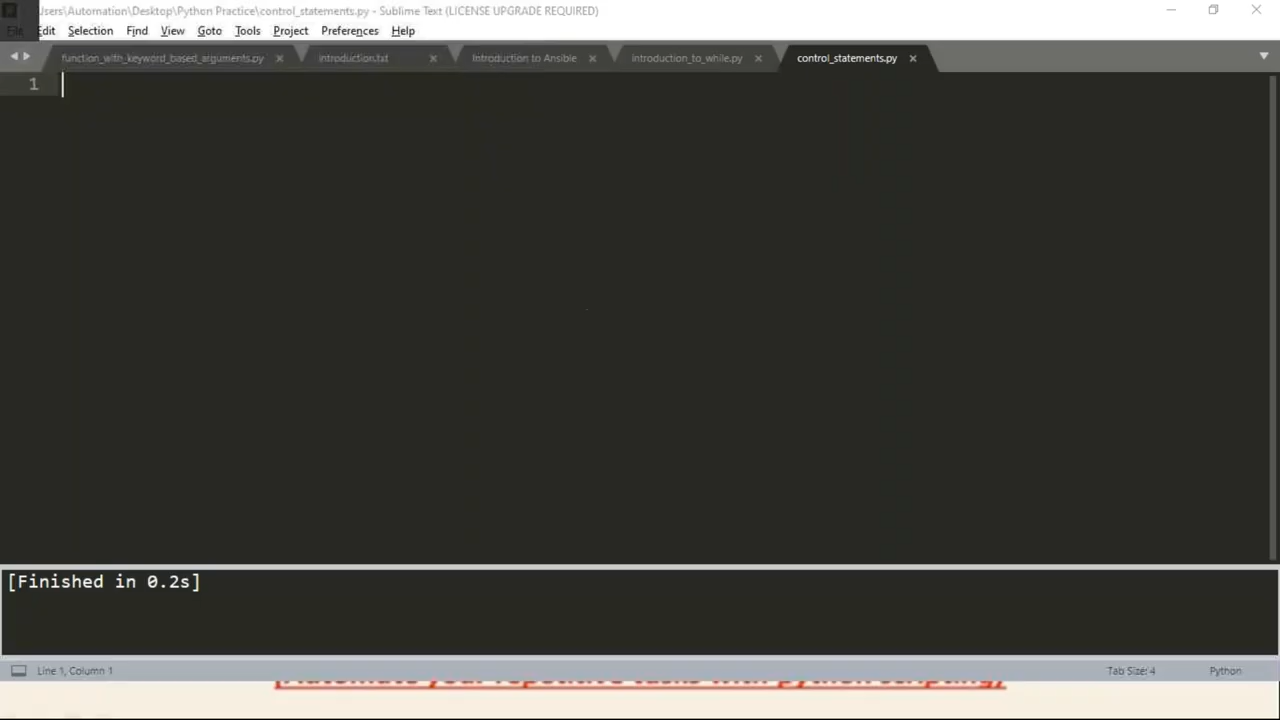 Users\Automation\Desktop\Python Practice\control_statements.py - Sublime Text (LICENSE UPGRADE REQUIRED)
File Edit Selection Find View Goto Tools Project Preferences Help
function_with_keyword_based_arguments.py introduction.txt Introduction to Ansible introduction_to_while.py control_statements.py
1
[Finished in 0.2s]
Line 1, Column 1 Tab Size: 4 Python